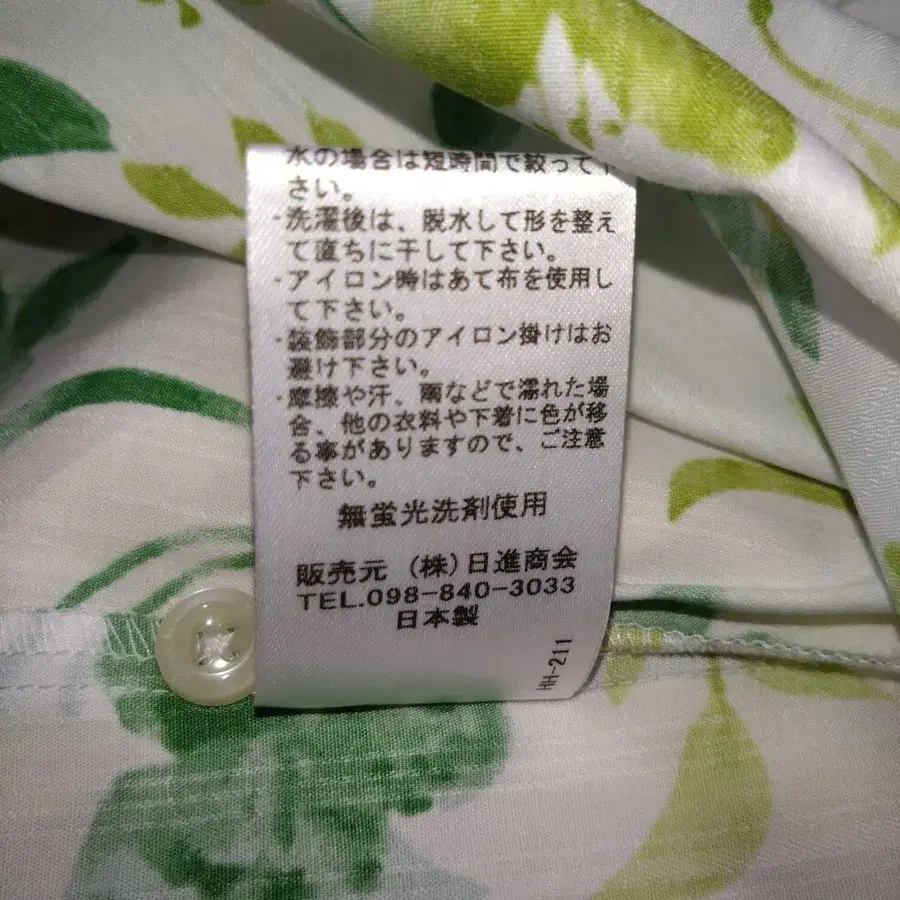 水の場合は短時間で絞って下
さい。
・洗濯後は、脱水して形を整え
て直ちに干して下さい。
・アイロン時はあて布を使用し
て下さい。
・装飾部分のアイロン掛けはお
避け下さい。
・摩擦や汗、雨などで濡れた場
合、他の衣料や下着に色が移
る事がありますので、ご注意
下さい。
無蛍光洗剤使用
販売元 (株)日進商会
TEL.098-840-3033
日本製
HH-211